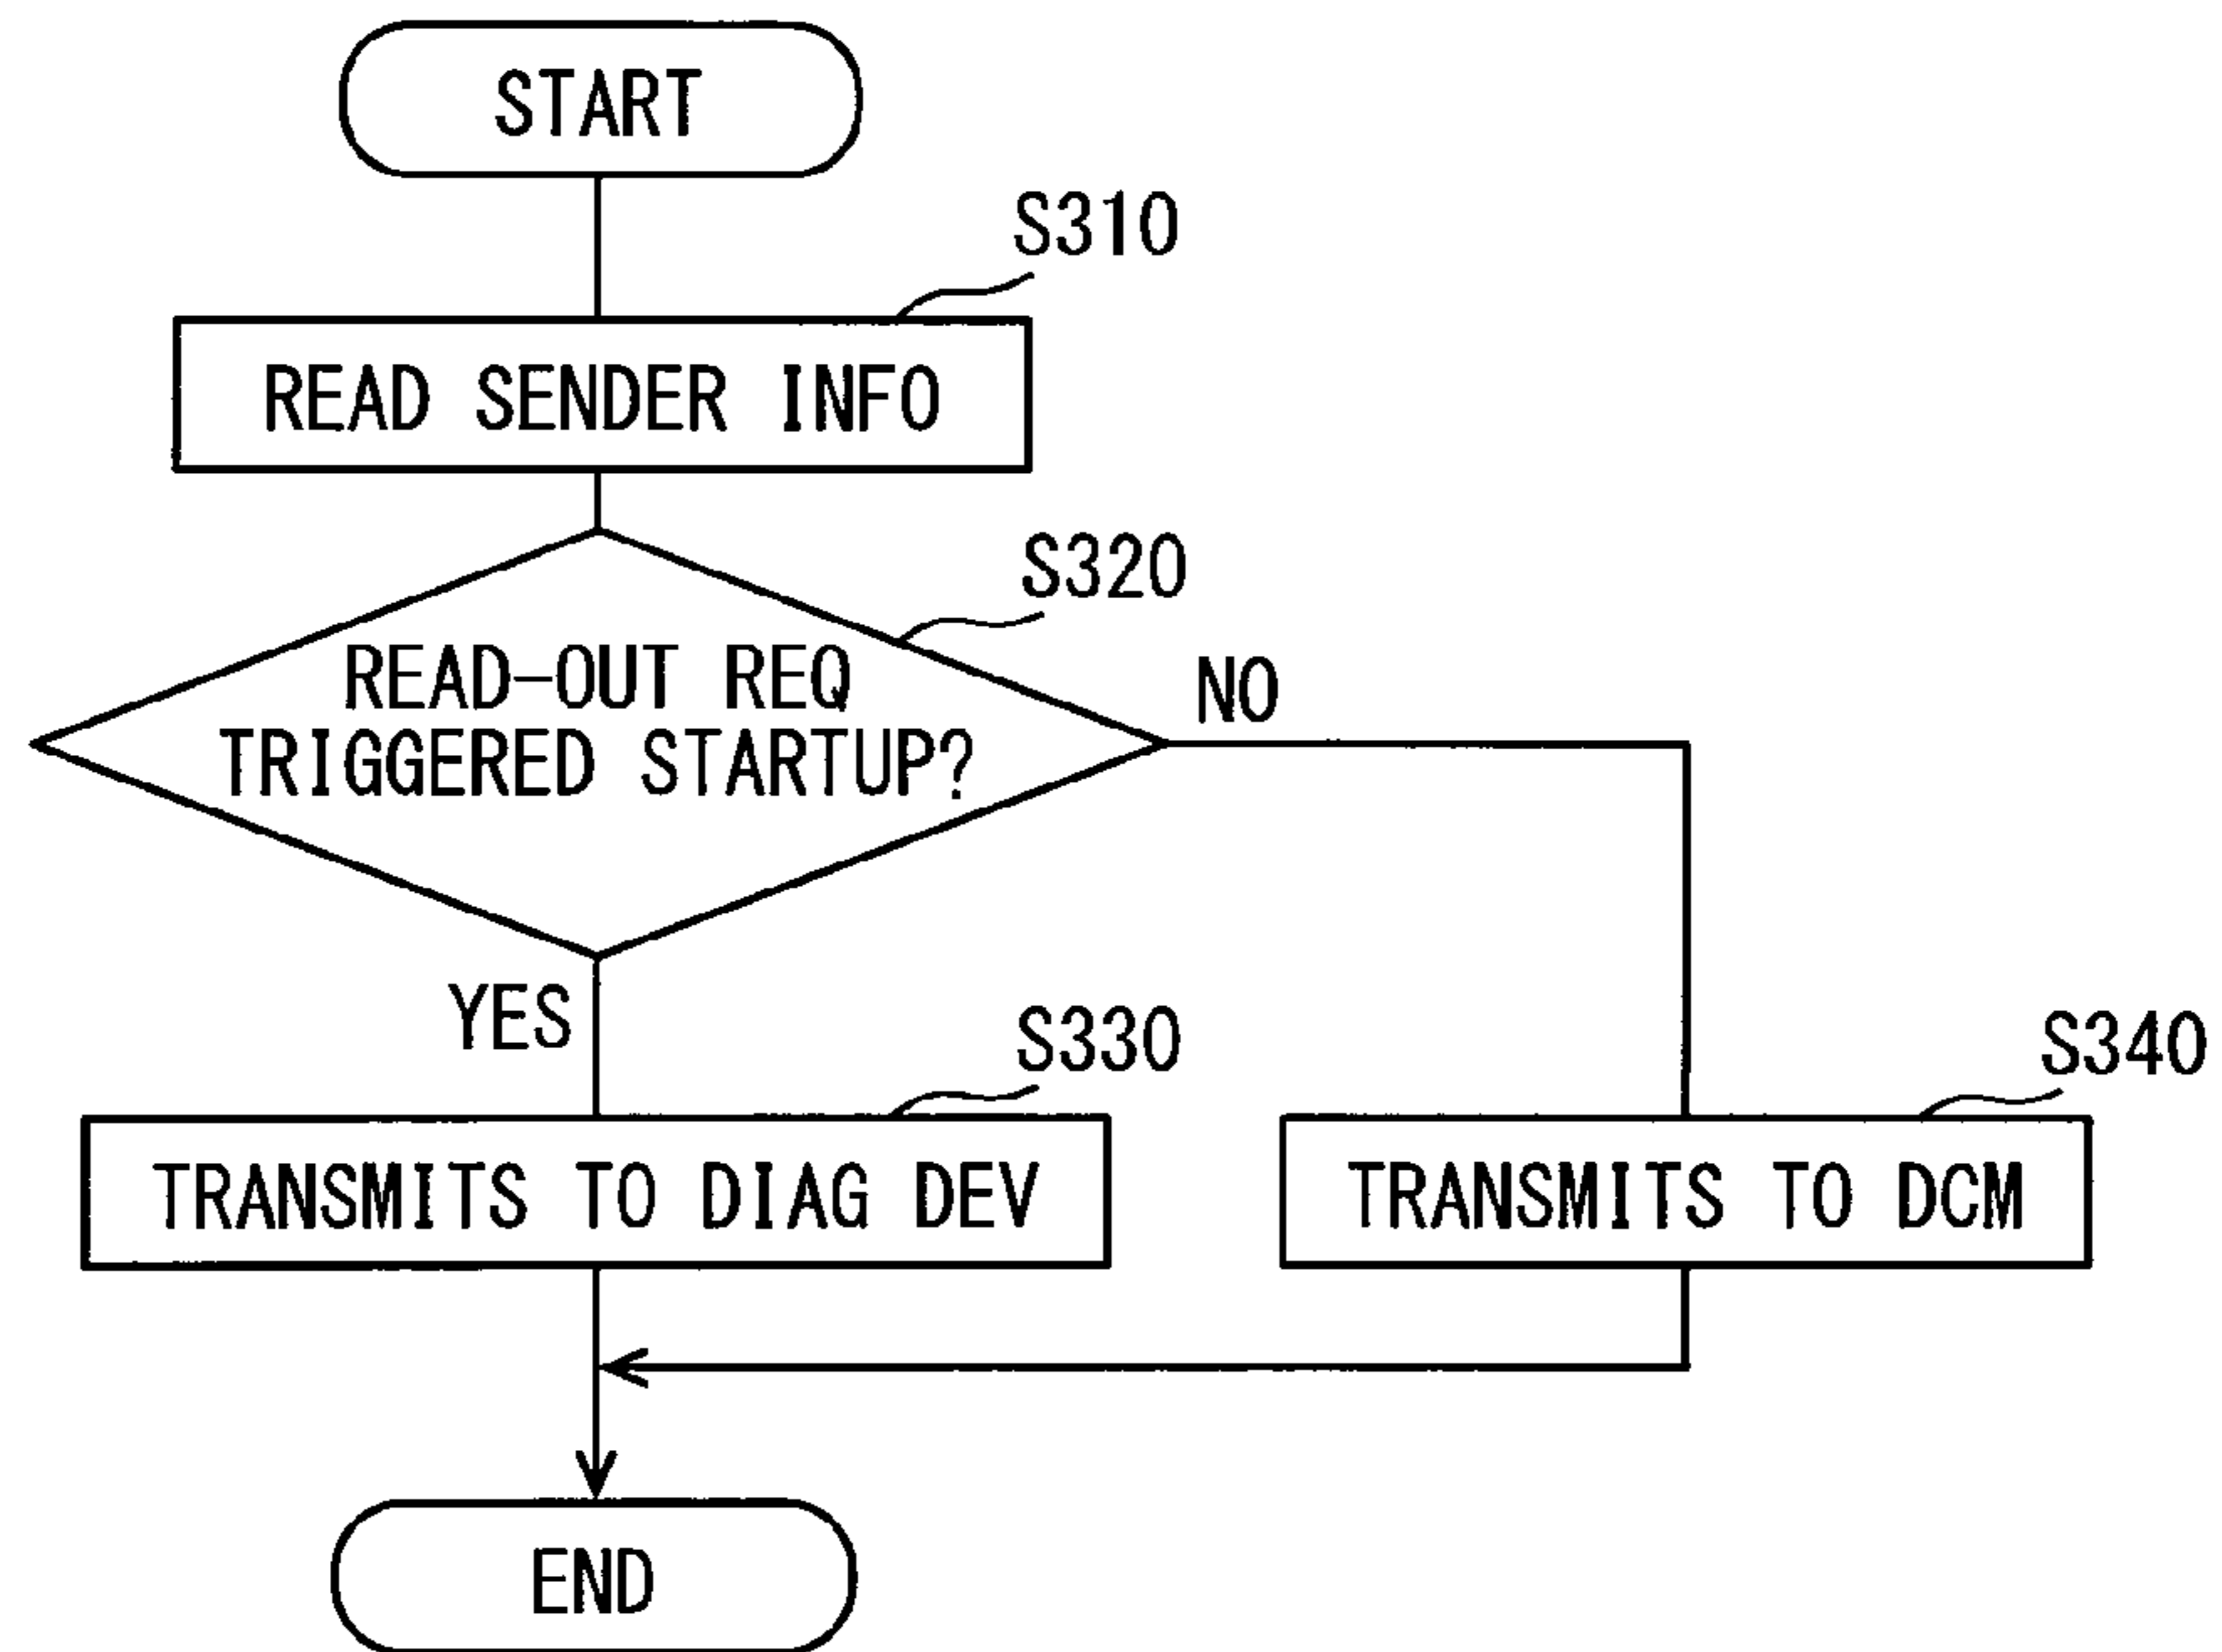 START
S310
READ SENDER INFO
S320
READ-OUT REQ
TRIGGERED STARTUP?
NO
YES
S330
S340
TRANSMITS TO DIAG DEV
TRANSMITS TO DCM
END